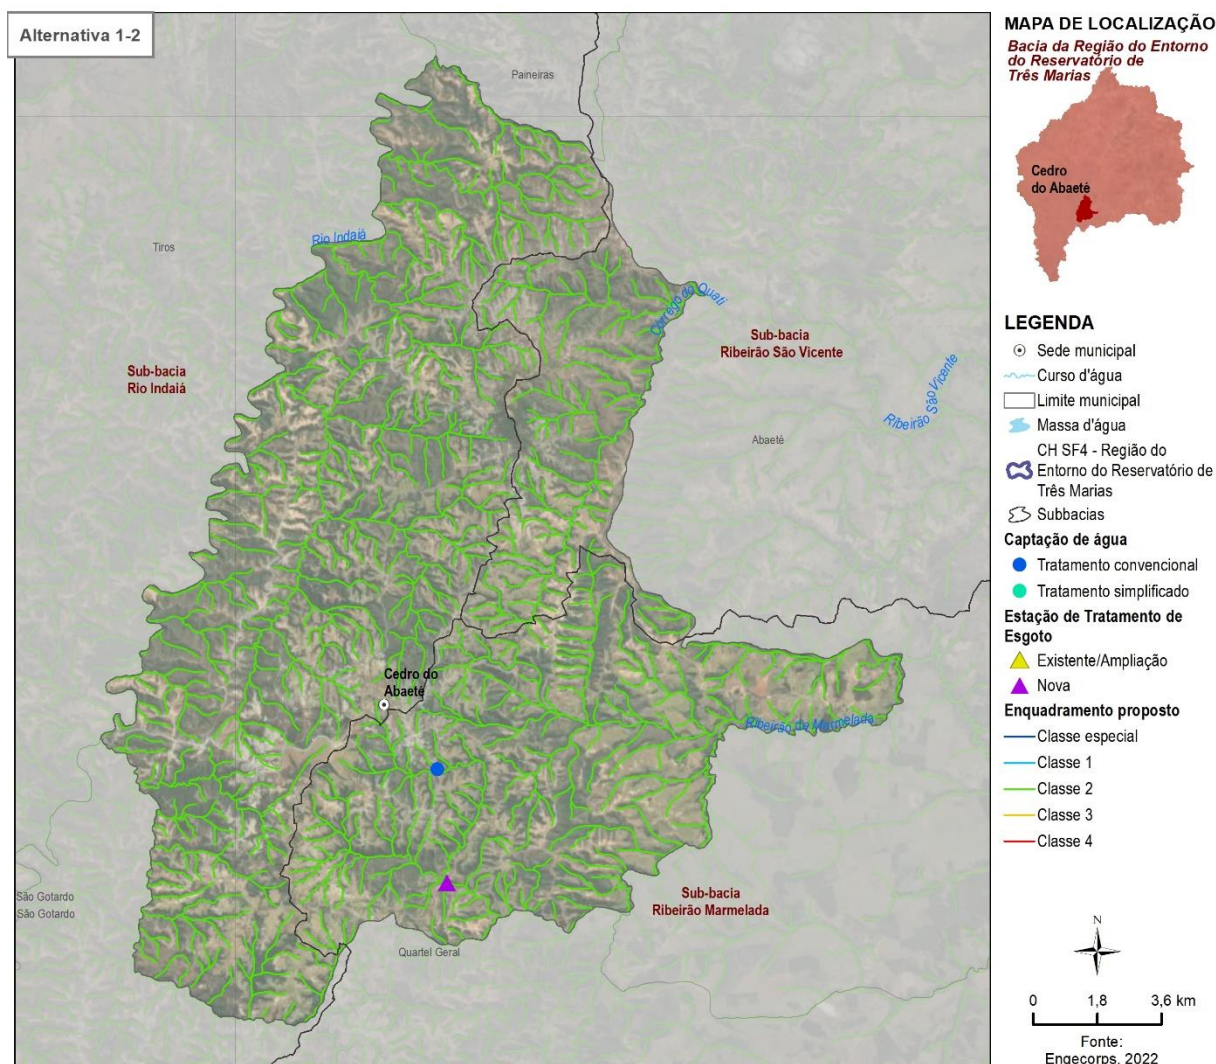 Alternativa 1-2
Paineiras
Rio Indaiá
Tiros
Córrego do Quati
Sub-bacia
Ribeirão São Vicente
Sub-bacia
Rio Indaiá
Ribeirão São Vicente
Abaeté
Cedro do
Abaeté
Ribeirão de Marmelada
Sub-bacia
Ribeirão Marmelada
São Gotardo
São Gotardo
Quartel Geral
MAPA DE LOCALIZAÇÃO
Bacia da Região do Entorno
do Reservatório de
Três Marias
Cedro
do Abaeté
LEGENDA
Sede municipal
Curso d'água
Limite municipal
Massa d'água
CH SF4 - Região do
Entorno do Reservatório de
Três Marias
Subbacias
Captação de água
Tratamento convencional
Tratamento simplificado
Estação de Tratamento de
Esgoto
Existente/Ampliação
Nova
Enquadramento proposto
Classe especial
Classe 1
Classe 2
Classe 3
Classe 4
N
0 1,8 3,6 km
Fonte:
Engecorps, 2022